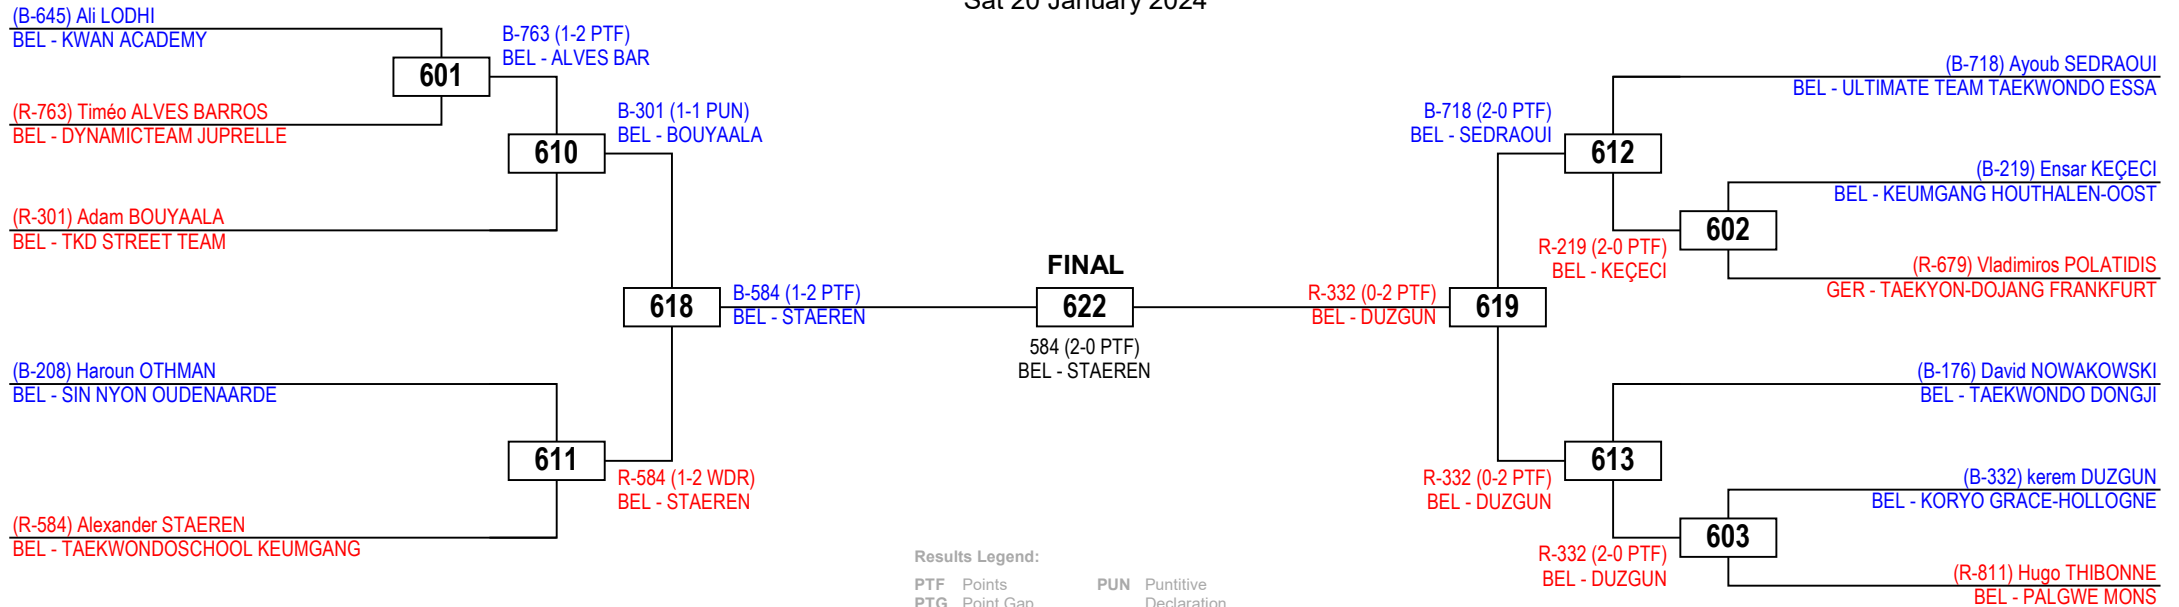 Sat 20 January 2024
(B-645) Ali LODHI
BEL - KWAN ACADEMY
601
(R-763) Timéo ALVES BARROS
BEL - DYNAMICTEAM JUPRELLE
B-763 (1-2 PTF)
BEL - ALVES BAR
610
(R-301) Adam BOUYAALA
BEL - TKD STREET TEAM
B-301 (1-1 PUN)
BEL - BOUYAALA
618
(B-208) Haroun OTHMAN
BEL - SIN NYON OUDENAARDE
611
(R-584) Alexander STAEREN
BEL - TAEKWONDOSCHOOL KEUMGANG
R-584 (1-2 WDR)
BEL - STAEREN
B-584 (1-2 PTF)
BEL - STAEREN
FINAL
622
584 (2-0 PTF)
BEL - STAEREN
R-332 (0-2 PTF)
BEL - DUZGUN
619
B-718 (2-0 PTF)
BEL - SEDRAOUI
612
(B-718) Ayoub SEDRAOUI
BEL - ULTIMATE TEAM TAEKWONDO ESSA
(B-219) Ensar KEÇECI
BEL - KEUMGANG HOUTHALEN-OOST
602
R-219 (2-0 PTF)
BEL - KEÇECI
(R-679) Vladimiros POLATIDIS
GER - TAEKYON-DOJANG FRANKFURT
(B-176) David NOWAKOWSKI
BEL - TAEKWONDO DONGJI
613
R-332 (0-2 PTF)
BEL - DUZGUN
(B-332) kerem DUZGUN
BEL - KORYO GRACE-HOLLOGNE
603
R-332 (2-0 PTF)
BEL - DUZGUN
(R-811) Hugo THIBONNE
BEL - PALGWE MONS
Results Legend:
PTF Points PUN Puntitive
PTG Point Gap Declaration